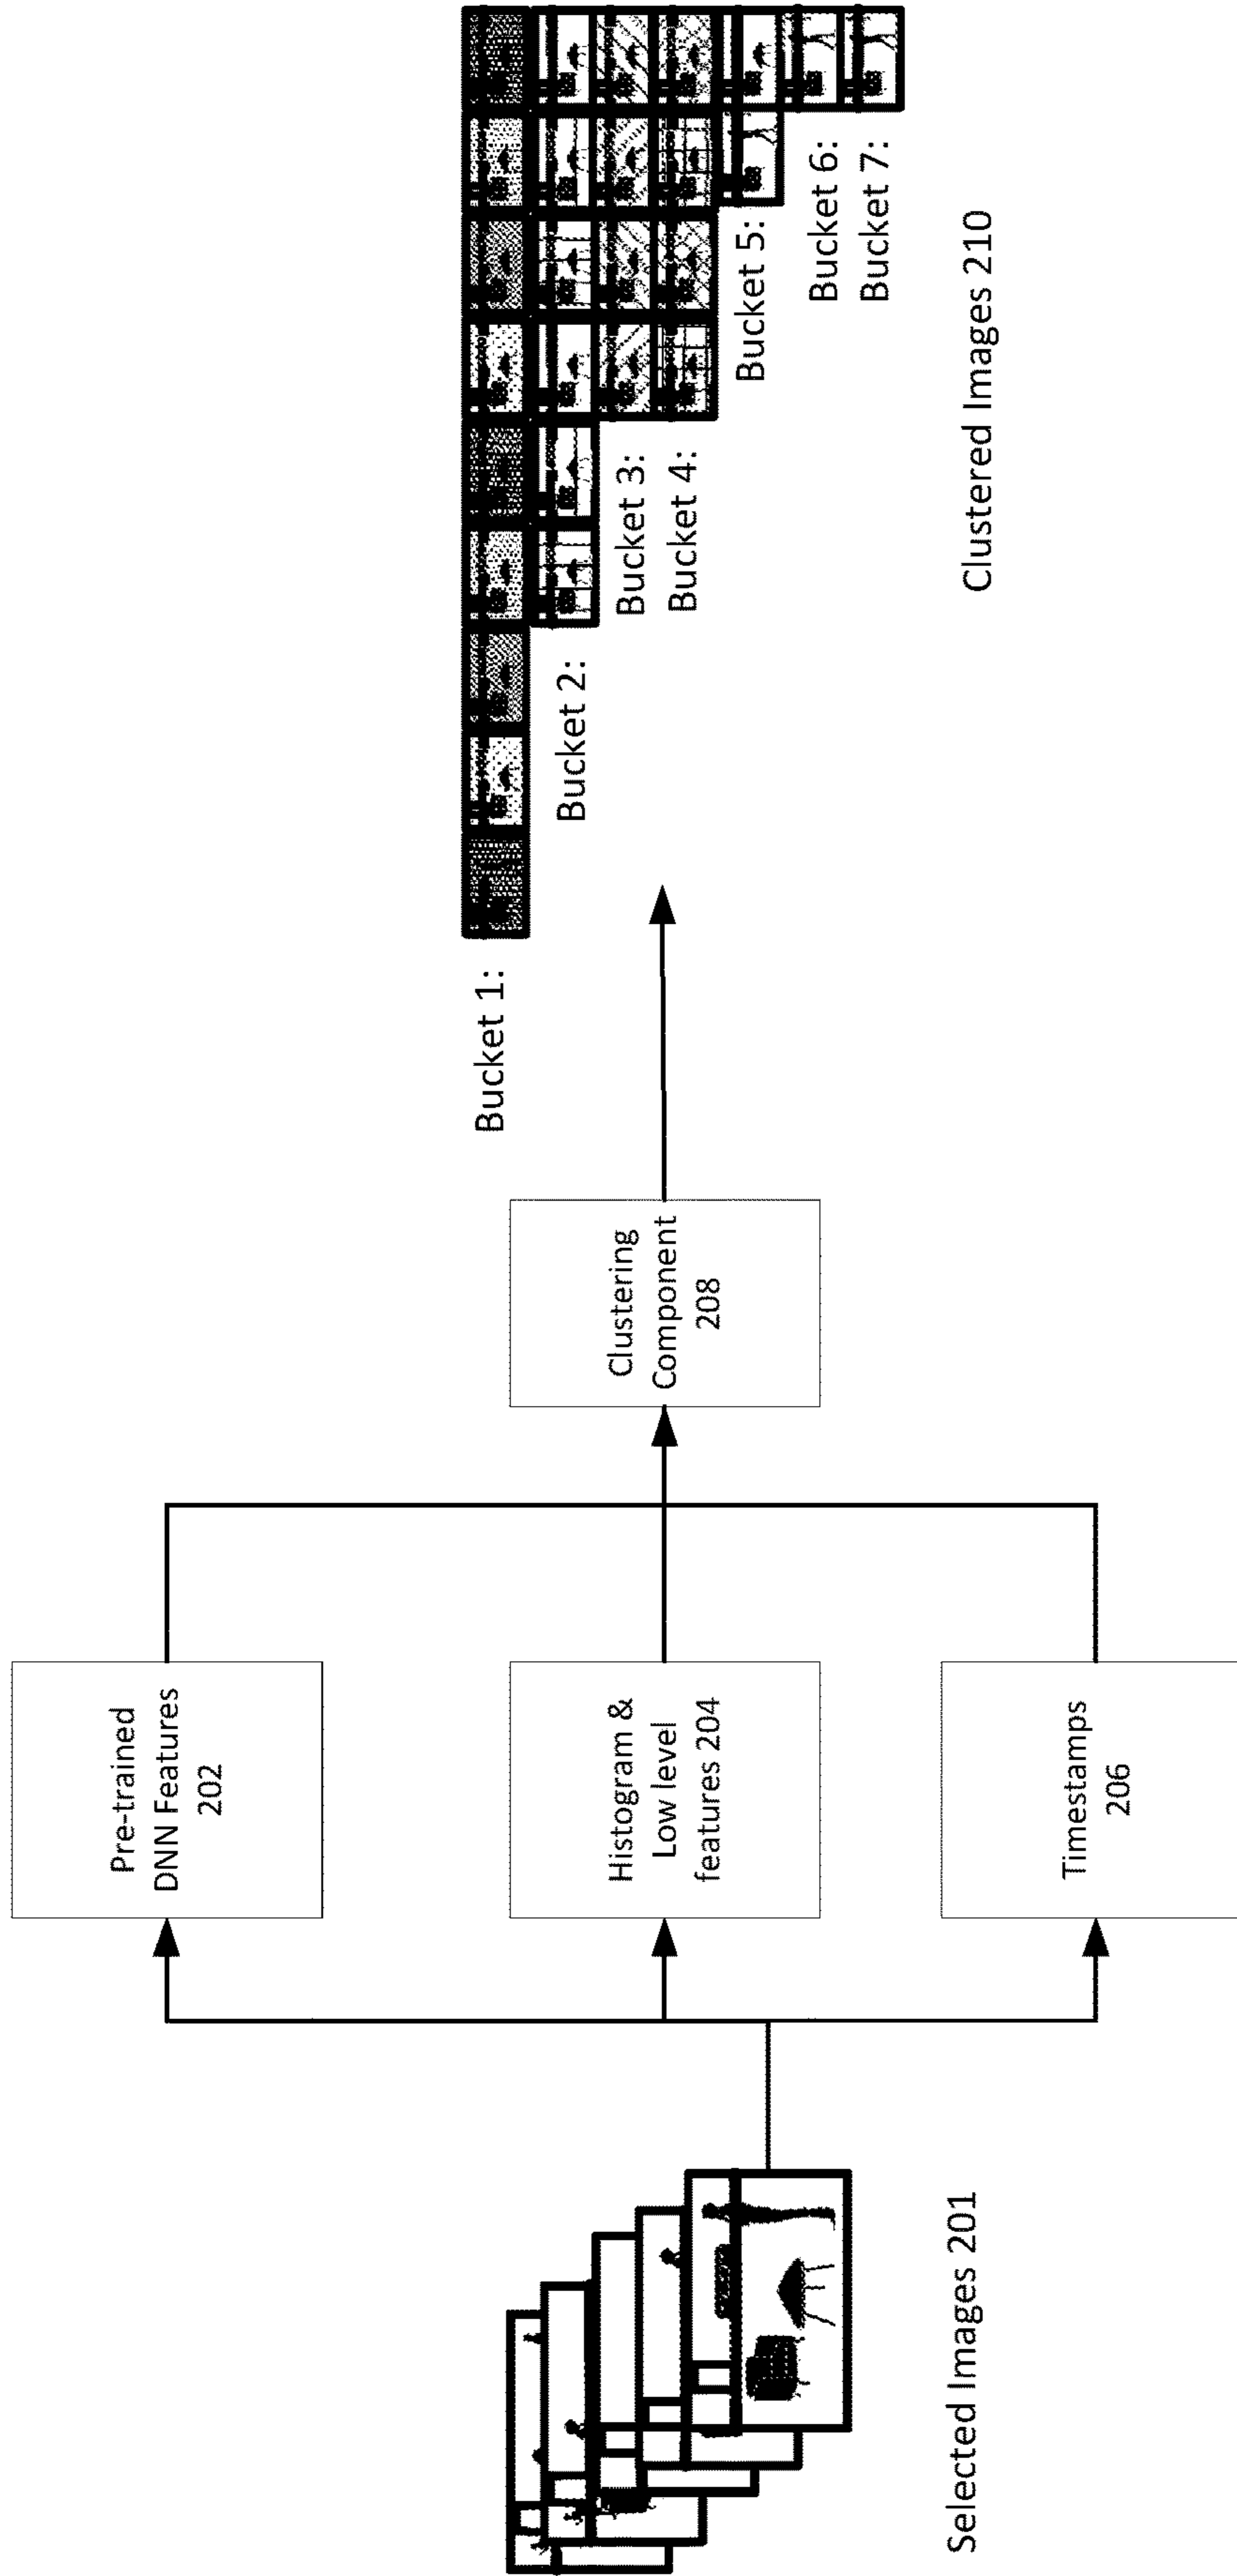 Selected Images 201
Pre-trained
DNN Features
202
Histogram &
Low level
features 204
Timestamps
206
Clustering
Component
208
Bucket 1:
Bucket 2:
Bucket 3:
Bucket 4:
Bucket 5:
Bucket 6:
Bucket 7:
Clustered Images 210